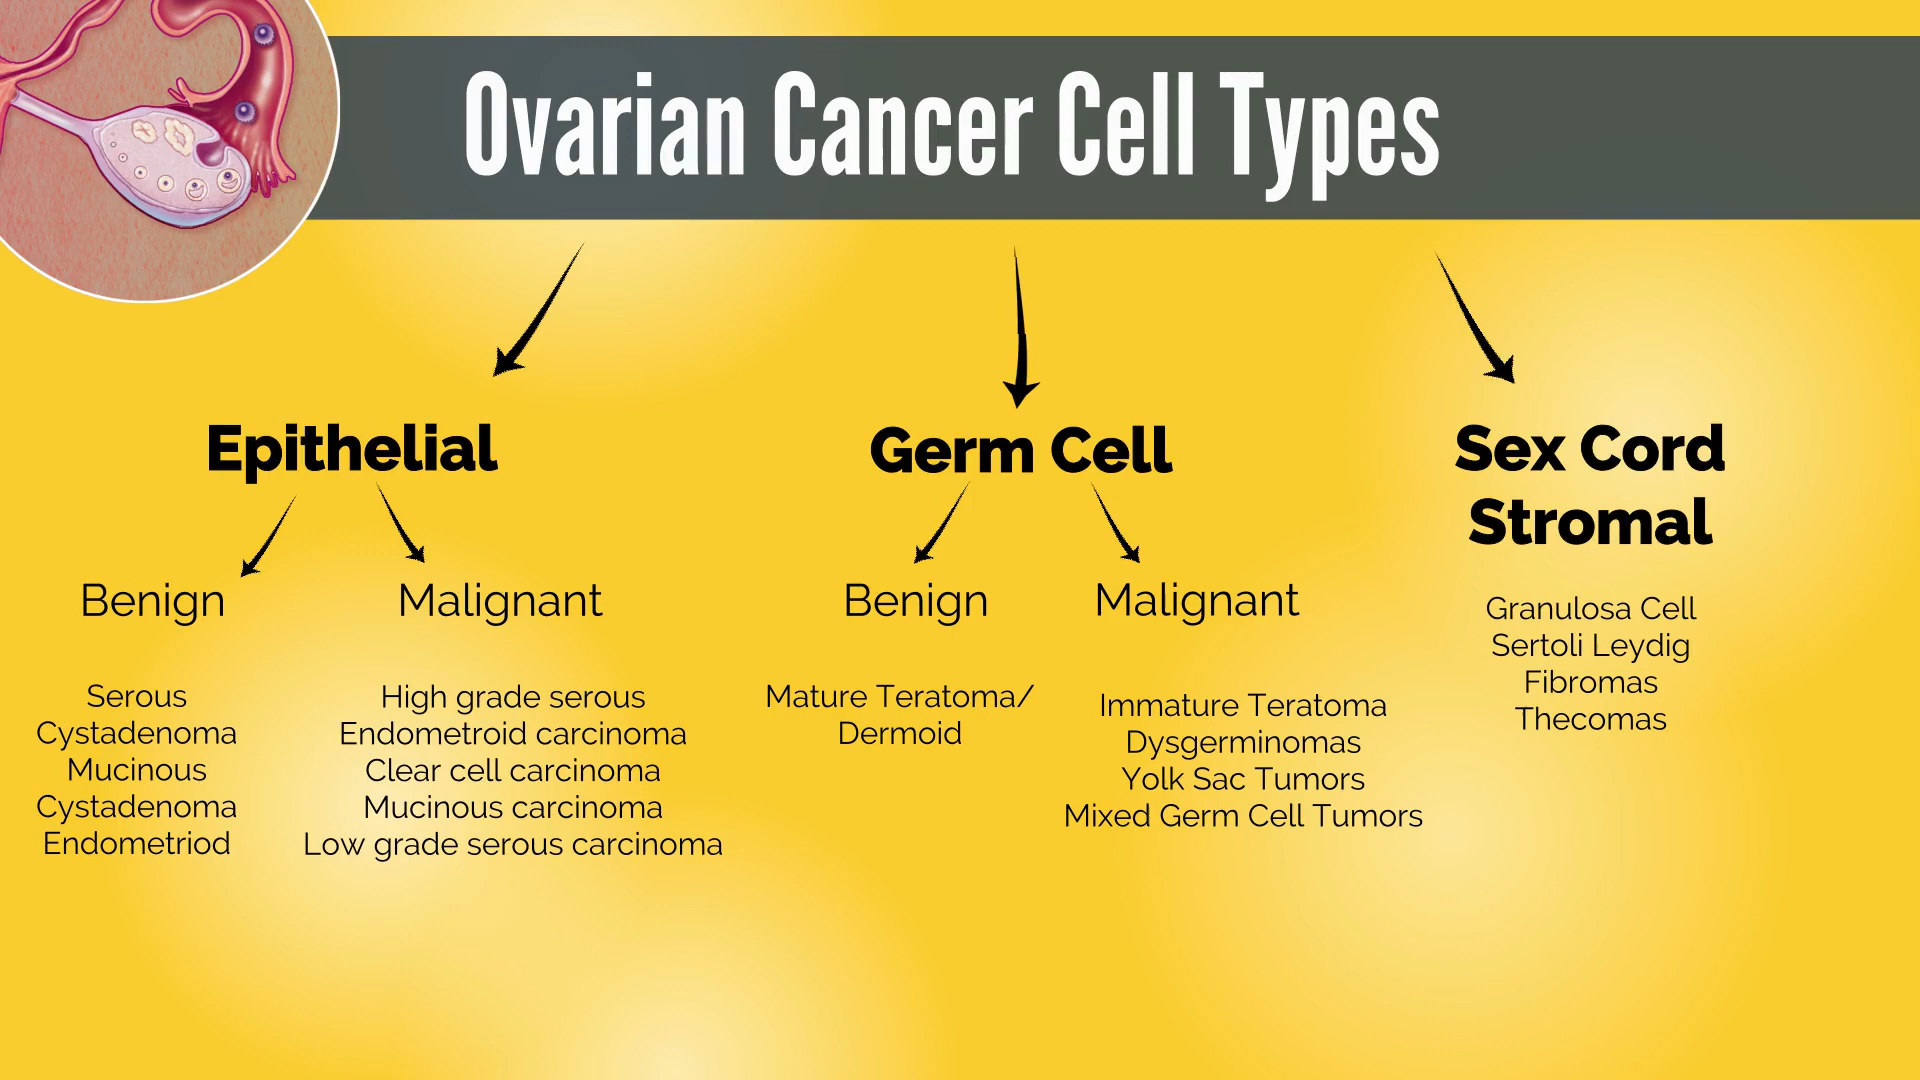 Ovarian Cancer Cell Types
Epithelial
Benign
Serous
Cystadenoma
Mucinous
Cystadenoma
Endometriod
Malignant
High grade serous
Endometroid carcinoma
Clear cell carcinoma
Mucinous carcinoma
Low grade serous carcinoma
Germ Cell
Benign
Mature Teratoma/
Dermoid
Malignant
Immature Teratoma
Dysgerminomas
Yolk Sac Tumors
Mixed Germ Cell Tumors
Sex Cord
Stromal
Granulosa Cell
Sertoli Leydig
Fibromas
Thecomas